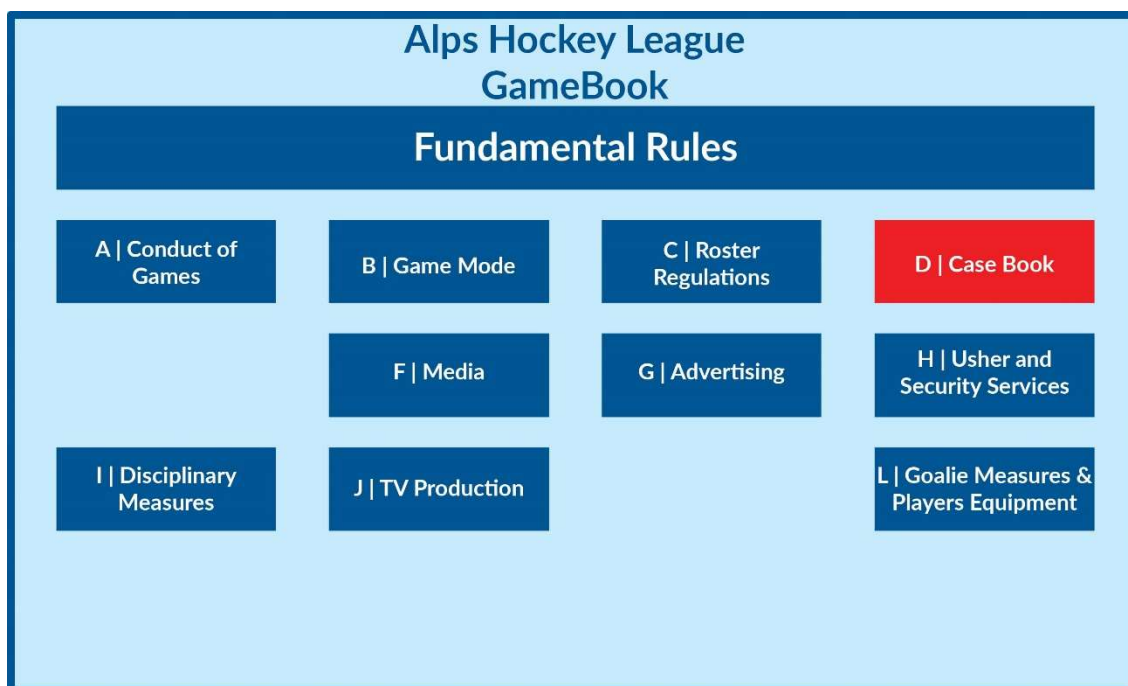 Alps Hockey League
GameBook
Fundamental Rules
A | Conduct of
Games
B | Game Mode
C | Roster
Regulations
D | Case Book
F | Media
G | Advertising
H | Usher and
Security Services
I | Disciplinary
Measures
J | TV Production
L | Goalie Measures &
Players Equipment